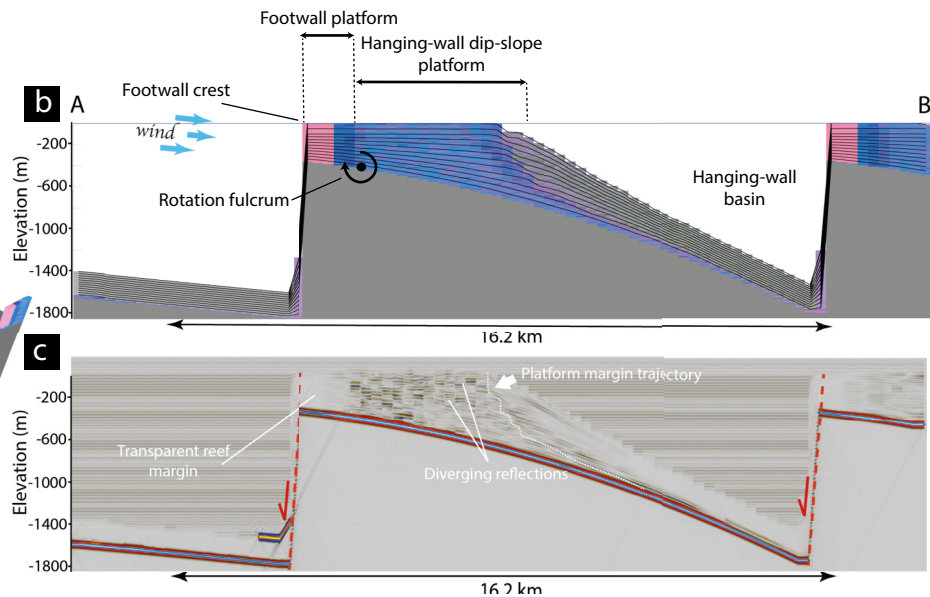 Footwall platform
Hanging-wall dip-slope
platform
Footwall crest
b A B
wind
Elevation (m)
-200
-600
-1000
-1400
-1800
Rotation fulcrum
Hanging-wall
basin
16.2 km
c
Elevation (m)
-200
-600
-1000
-1400
-1800
Platform margin trajectory
Transparent reef
margin
Diverging reflections
16.2 km